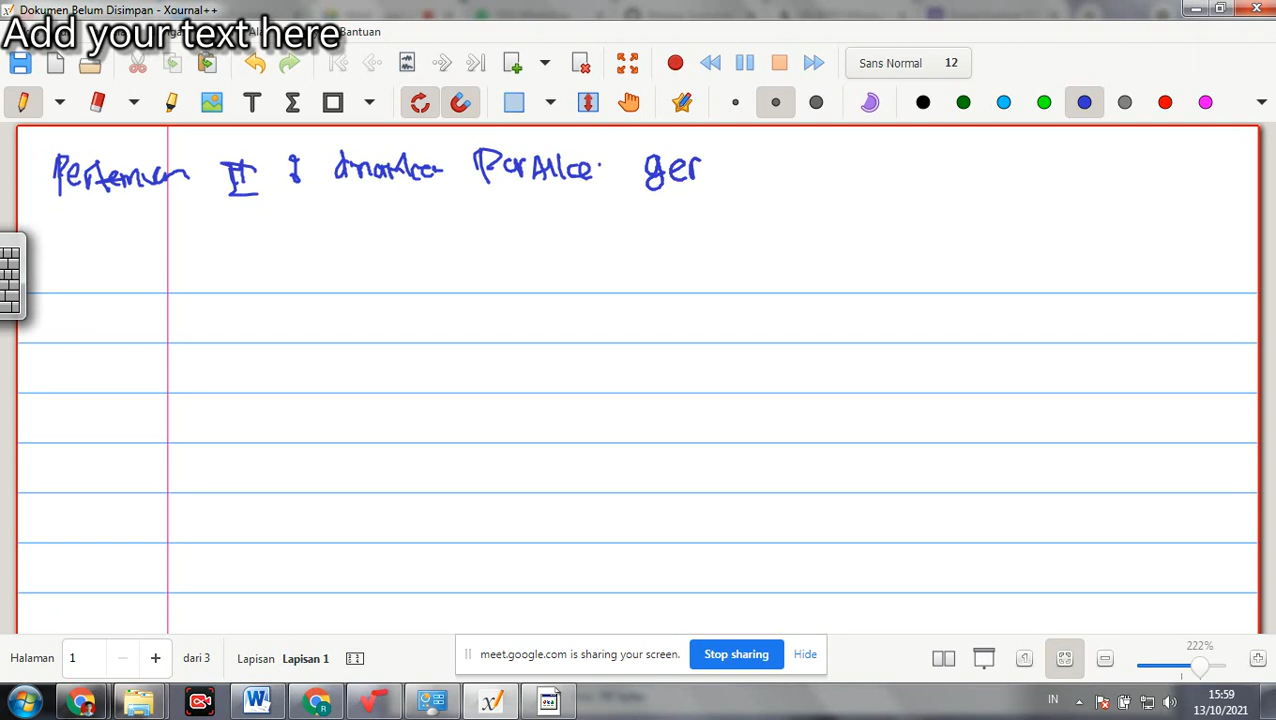 Dokumen Belum Disimpan - Xournal++
Add your text here
Bantuan
Sans Normal 12
Pertemuan II : ger
Halaman 1 dari 3 Lapisan Lapisan 1
meet.google.com is sharing your screen. Stop sharing Hide
222%
IN
15:59
13/10/2021